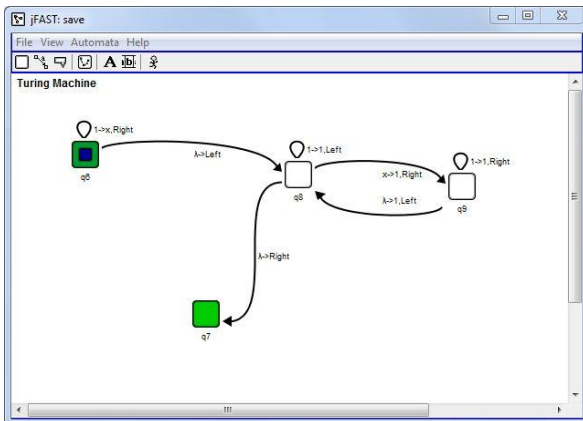 jFAST: save
File View Automata Help
A ab
Turing Machine
1->x,Right
1->1,Left
1->1,Right
λ->Left
x->1,Right
q6
q8
λ->1,Left
q9
λ->Right
q7